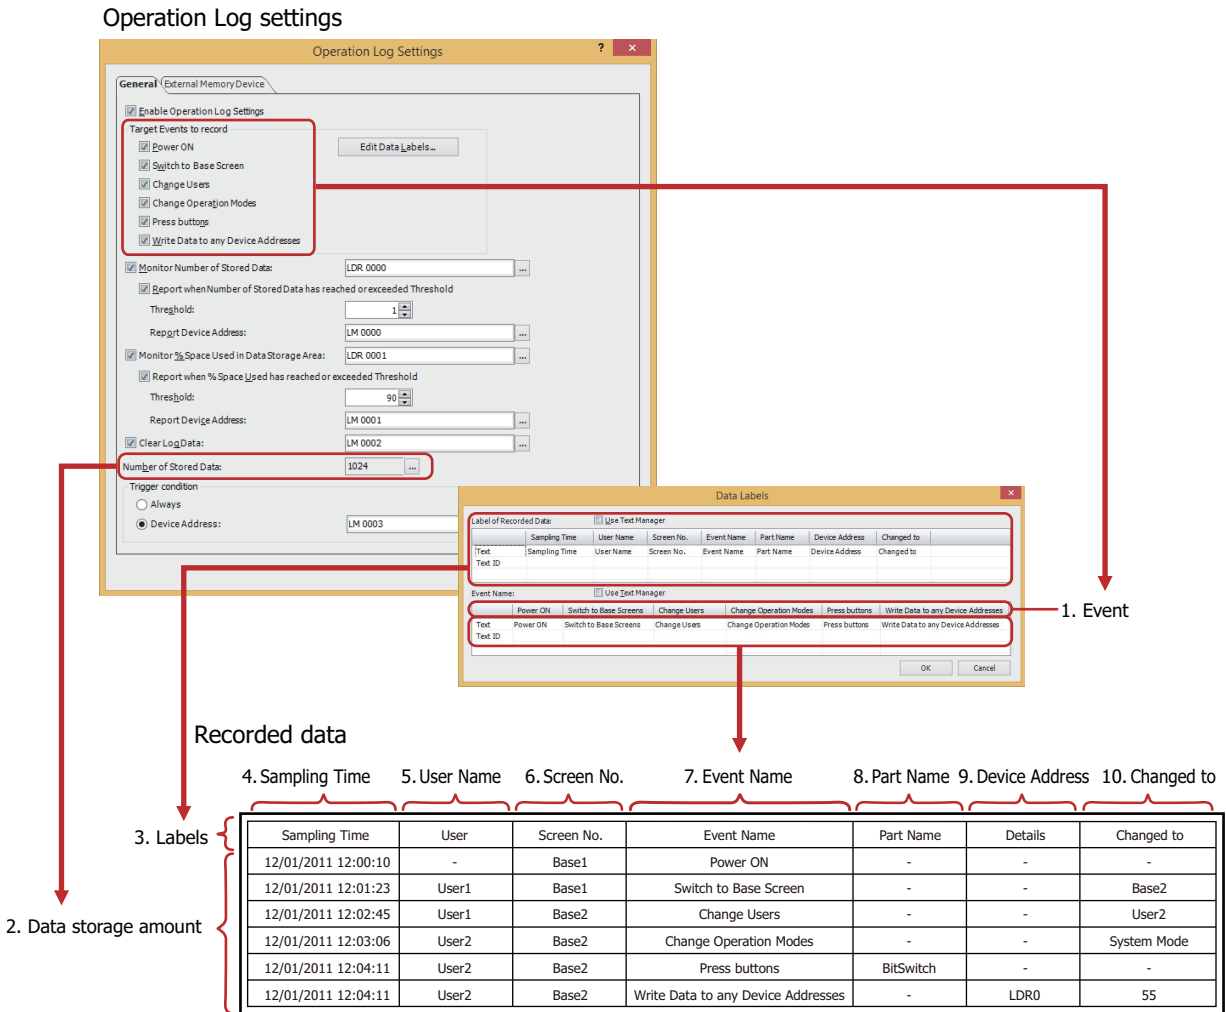 Operation Log settings
Operation Log Settings
? ×
General External Memory Device
Enable Operation Log Settings
Target Events to record
Power ON Edit Data Labels...
Switch to Base Screen
Change Users
Change Operation Modes
Press buttons
Write Data to any Device Addresses
Monitor Number of Stored Data: LDR 0000 ...
Report when Number of Stored Data has reached or exceeded Threshold
Threshold: 1
Report Device Address: LM 0000 ...
Monitor % Space Used in Data Storage Area: LDR 0001 ...
Report when % Space Used has reached or exceeded Threshold
Threshold: 90
Report Device Address: LM 0001 ...
Clear Log Data: LM 0002 ...
Number of Stored Data: 1024 ...
Trigger condition
Always
Device Address: LM 0003
Data Labels ×
Label of Recorded Data: Use Text Manager
Sampling Time User Name Screen No. Event Name Part Name Device Address Changed to
Text Sampling Time User Name Screen No. Event Name Part Name Device Address Changed to
Text ID
Event Name: Use Text Manager
Power ON Switch to Base Screens Change Users Change Operation Modes Press buttons Write Data to any Device Addresses
Text Power ON Switch to Base Screens Change Users Change Operation Modes Press buttons Write Data to any Device Addresses
Text ID
OK Cancel
1. Event
Recorded data
4. Sampling Time 5. User Name 6. Screen No. 7. Event Name 8. Part Name 9. Device Address 10. Changed to
3. Labels
Sampling Time User Screen No. Event Name Part Name Details Changed to
12/01/2011 12:00:10 - Base1 Power ON - - -
12/01/2011 12:01:23 User1 Base1 Switch to Base Screen - - Base2
12/01/2011 12:02:45 User1 Base2 Change Users - - User2
2. Data storage amount
12/01/2011 12:03:06 User2 Base2 Change Operation Modes - - System Mode
12/01/2011 12:04:11 User2 Base2 Press buttons BitSwitch - -
12/01/2011 12:04:11 User2 Base2 Write Data to any Device Addresses - LDR0 55